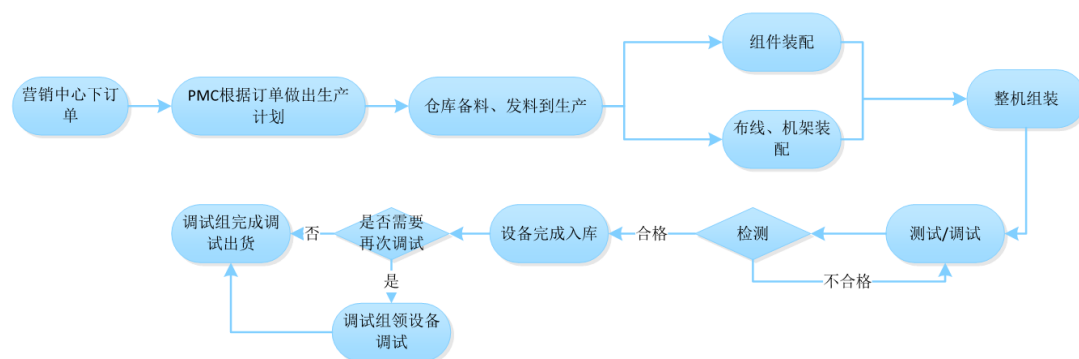 组件装配
营销中心下订
单
PMC根据订单做出生产
计划
仓库备料、发料到生产
整机组装
布线、机架装
配
调试组完成调
试出货
否
是否需要
再次调试
设备完成入库
合格
检测
测试/调试
是
不合格
调试组领设备
调试